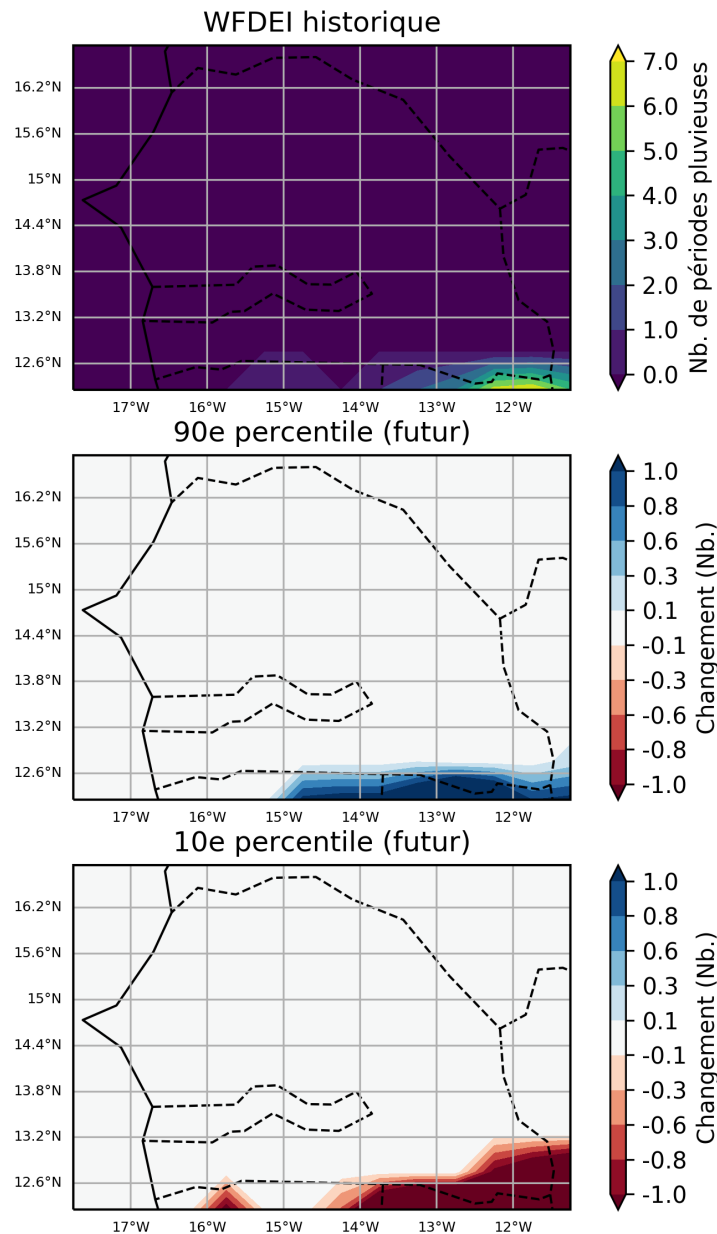 WFDEI historique
16.2°N
15.6°N
15°N
14.4°N
13.8°N
13.2°N
12.6°N
17°W 16°W 15°W 14°W 13°W 12°W
7.0
6.0
5.0
4.0
3.0
2.0
1.0
0.0
Nb. de périodes pluvieuses
90e percentile (futur)
16.2°N
15.6°N
15°N
14.4°N
13.8°N
13.2°N
12.6°N
17°W 16°W 15°W 14°W 13°W 12°W
1.0
0.8
0.6
0.3
0.1
-0.1
-0.3
-0.6
-0.8
-1.0
Changement (Nb.)
10e percentile (futur)
16.2°N
15.6°N
15°N
14.4°N
13.8°N
13.2°N
12.6°N
17°W 16°W 15°W 14°W 13°W 12°W
1.0
0.8
0.6
0.3
0.1
-0.1
-0.3
-0.6
-0.8
-1.0
Changement (Nb.)